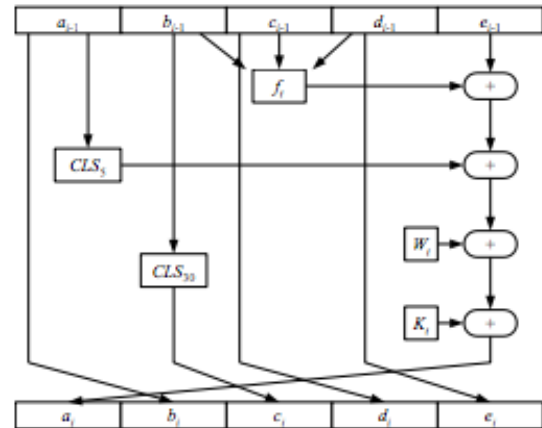 a_{i-1} b_{i-1} c_{i-1} d_{i-1} e_{i-1}
f_t +
CLS_5 +
W_t +
CLS_30
K_t +
a_i b_i c_i d_i e_i